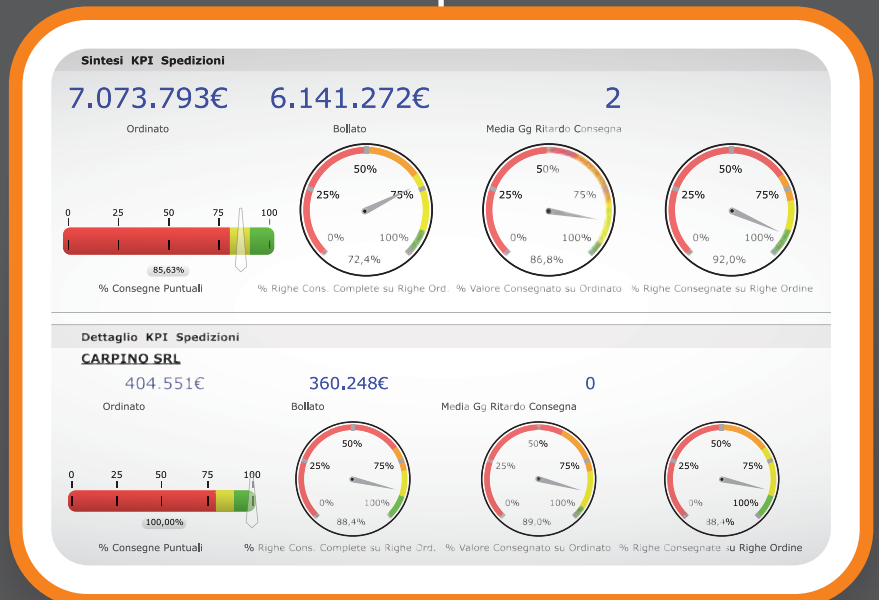 Sintesi KPI Spedizioni
7.073.793€ 6.141.272€ 2
Ordinato Bollato Media Gg Ritardo Consegna
50% 50% 50%
25% 75% 25% 75% 25% 75%
0 25 50 75 100
0% 100% 0% 100% 0% 100%
72,4% 86,8% 92,0%
85,63%
% Consegne Puntuali % Righe Cons. Complete su Righe Ord. % Valore Consegnato su Ordinato % Righe Consegnate su Righe Ordine
Dettaglio KPI Spedizioni
CARPINO SRL
404.551€ 360.248€ 0
Ordinato Bollato Media Gg Ritardo Consegna
50% 50% 50%
25% 75% 25% 75% 25% 75%
0 25 50 75 100
0% 100% 0% 100% 0% 100%
88,4% 89,0% 88,4%
100,00%
% Consegne Puntuali % Righe Cons. Complete su Righe Ord. % Valore Consegnato su Ordinato % Righe Consegnate su Righe Ordine